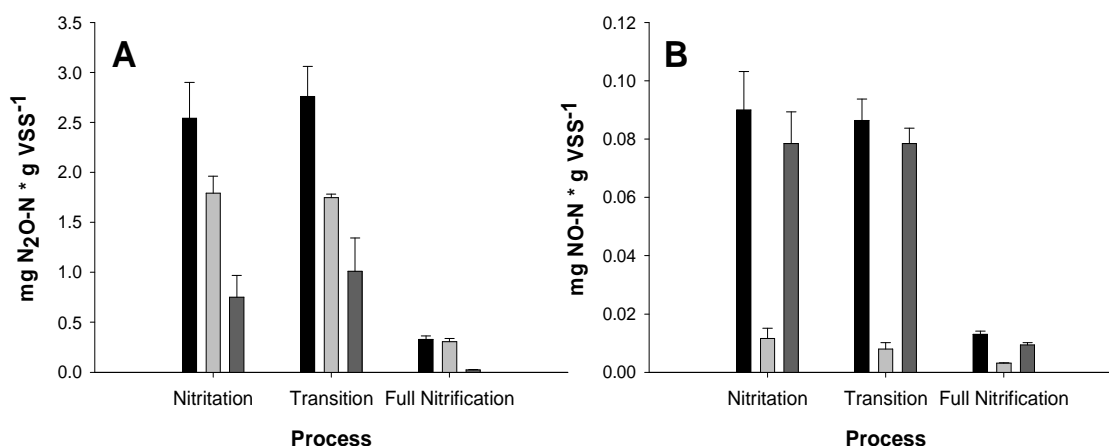 A
mg N₂O-N * g VSS⁻¹
3.5
3.0
2.5
2.0
1.5
1.0
0.5
0.0
Nitritation Transition Full Nitrification
Process
B
mg NO-N * g VSS⁻¹
0.12
0.10
0.08
0.06
0.04
0.02
0.00
Nitritation Transition Full Nitrification
Process